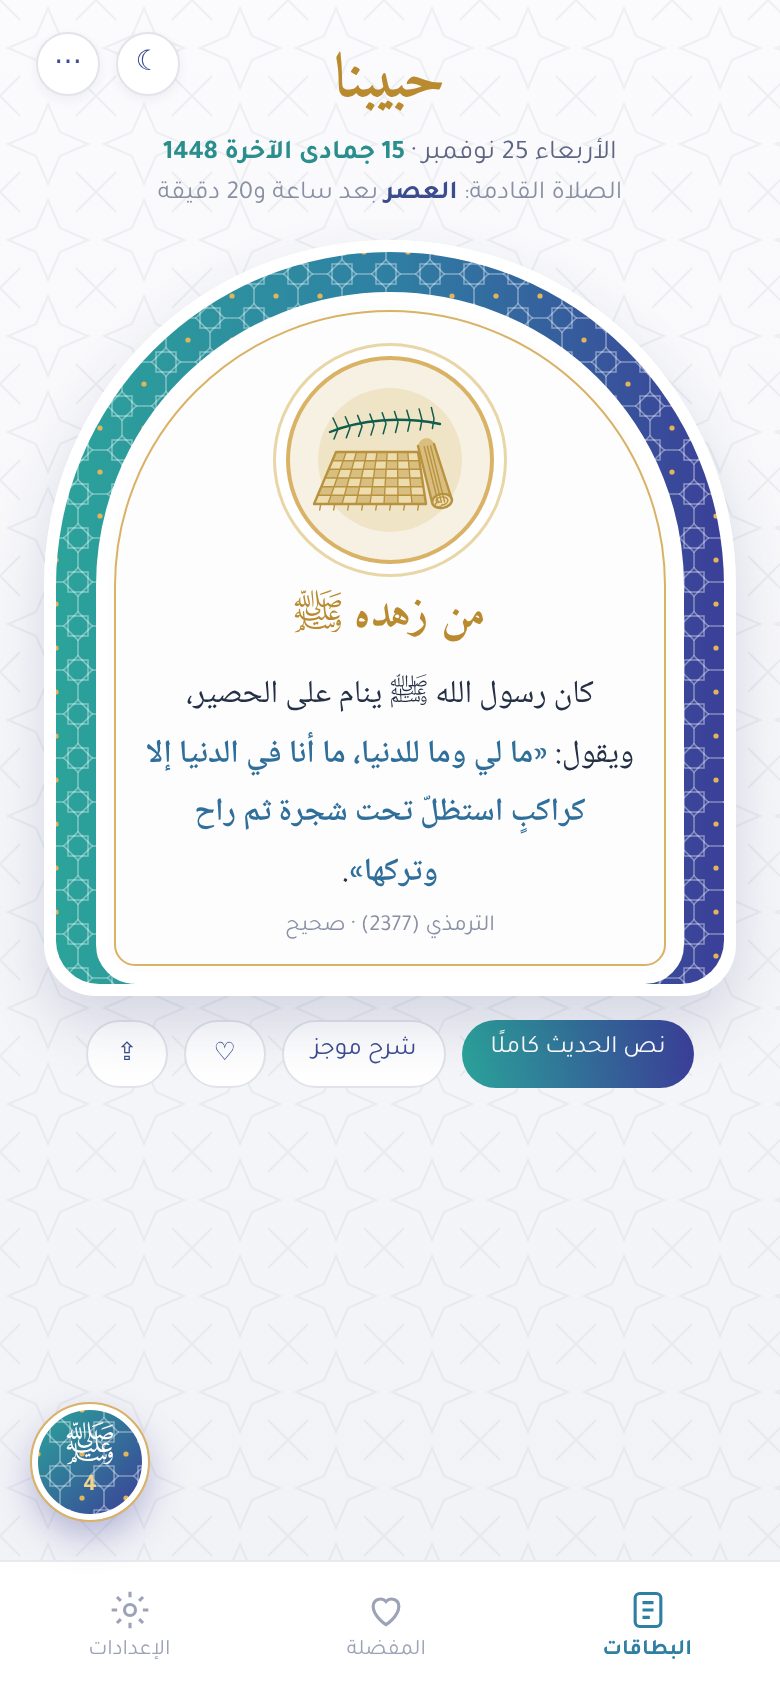 حبيبنا
الأربعاء 25 نوفمبر · 15 جمادى الآخرة 1448
الصلاة القادمة: العصر بعد ساعة و20 دقيقة
من زهده ﷺ
كان رسول الله ﷺ ينام على الحصير،
ويقول: «ما لي وما للدنيا، ما أنا في الدنيا إلا
كراكبٍ استظلّ تحت شجرة ثم راح
وتركها».
الترمذي (2377) · صحيح
نص الحديث كاملًا
شرح موجز
ﷺ
4
البطاقات
المفضلة
الإعدادات